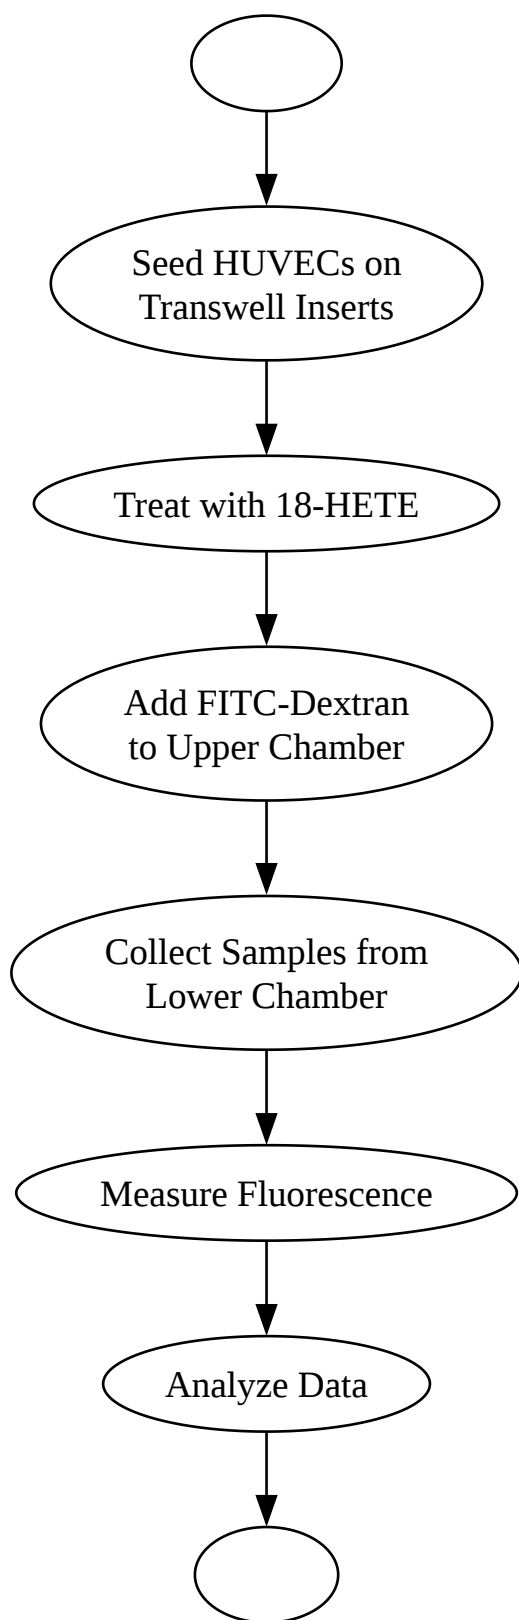 Seed HUVECs on
Transwell Inserts
Treat with 18-HETE
Add FITC-Dextran
to Upper Chamber
Collect Samples from
Lower Chamber
Measure Fluorescence
Analyze Data